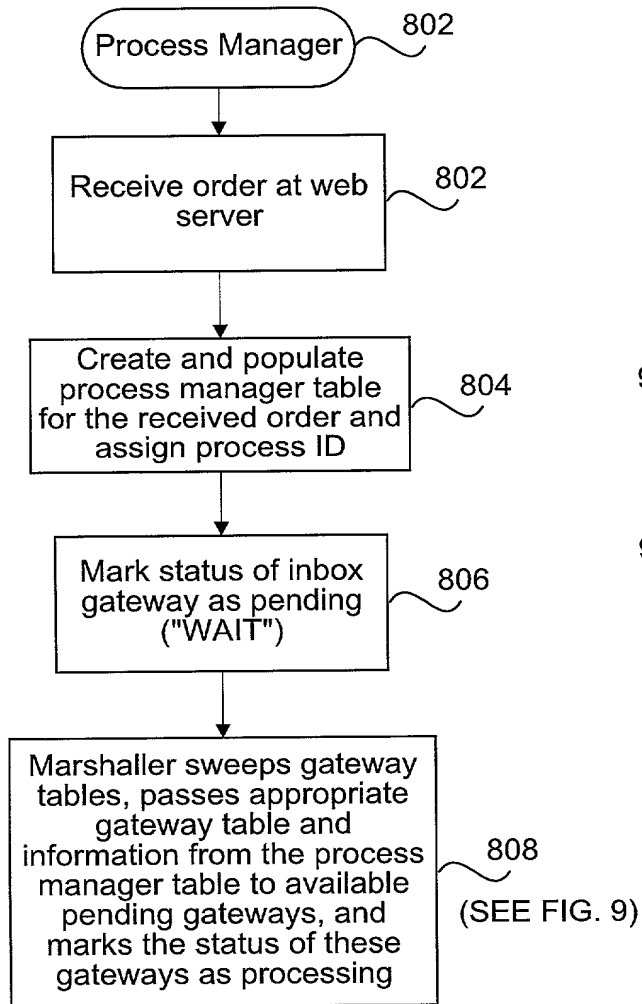 Process Manager
802
Receive order at web
server
802
Create and populate
process manager table
for the received order and
assign process ID
804
9
Mark status of inbox
gateway as pending
("WAIT")
806
9
Marshaller sweeps gateway
tables, passes appropriate
gateway table and
information from the process
manager table to available
pending gateways, and
marks the status of these
gateways as processing
808
(SEE FIG. 9)